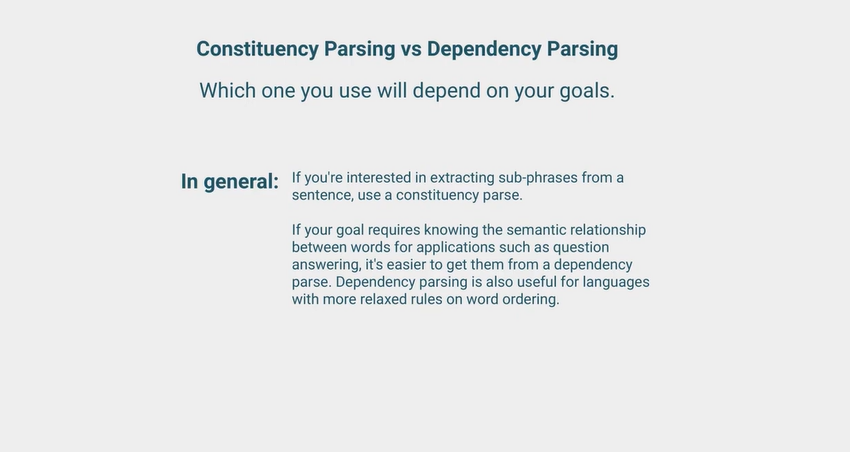 Constituency Parsing vs Dependency Parsing
Which one you use will depend on your goals.
In general:
If you're interested in extracting sub-phrases from a
sentence, use a constituency parse.
If your goal requires knowing the semantic relationship
between words for applications such as question
answering, it's easier to get them from a dependency
parse. Dependency parsing is also useful for languages
with more relaxed rules on word ordering.